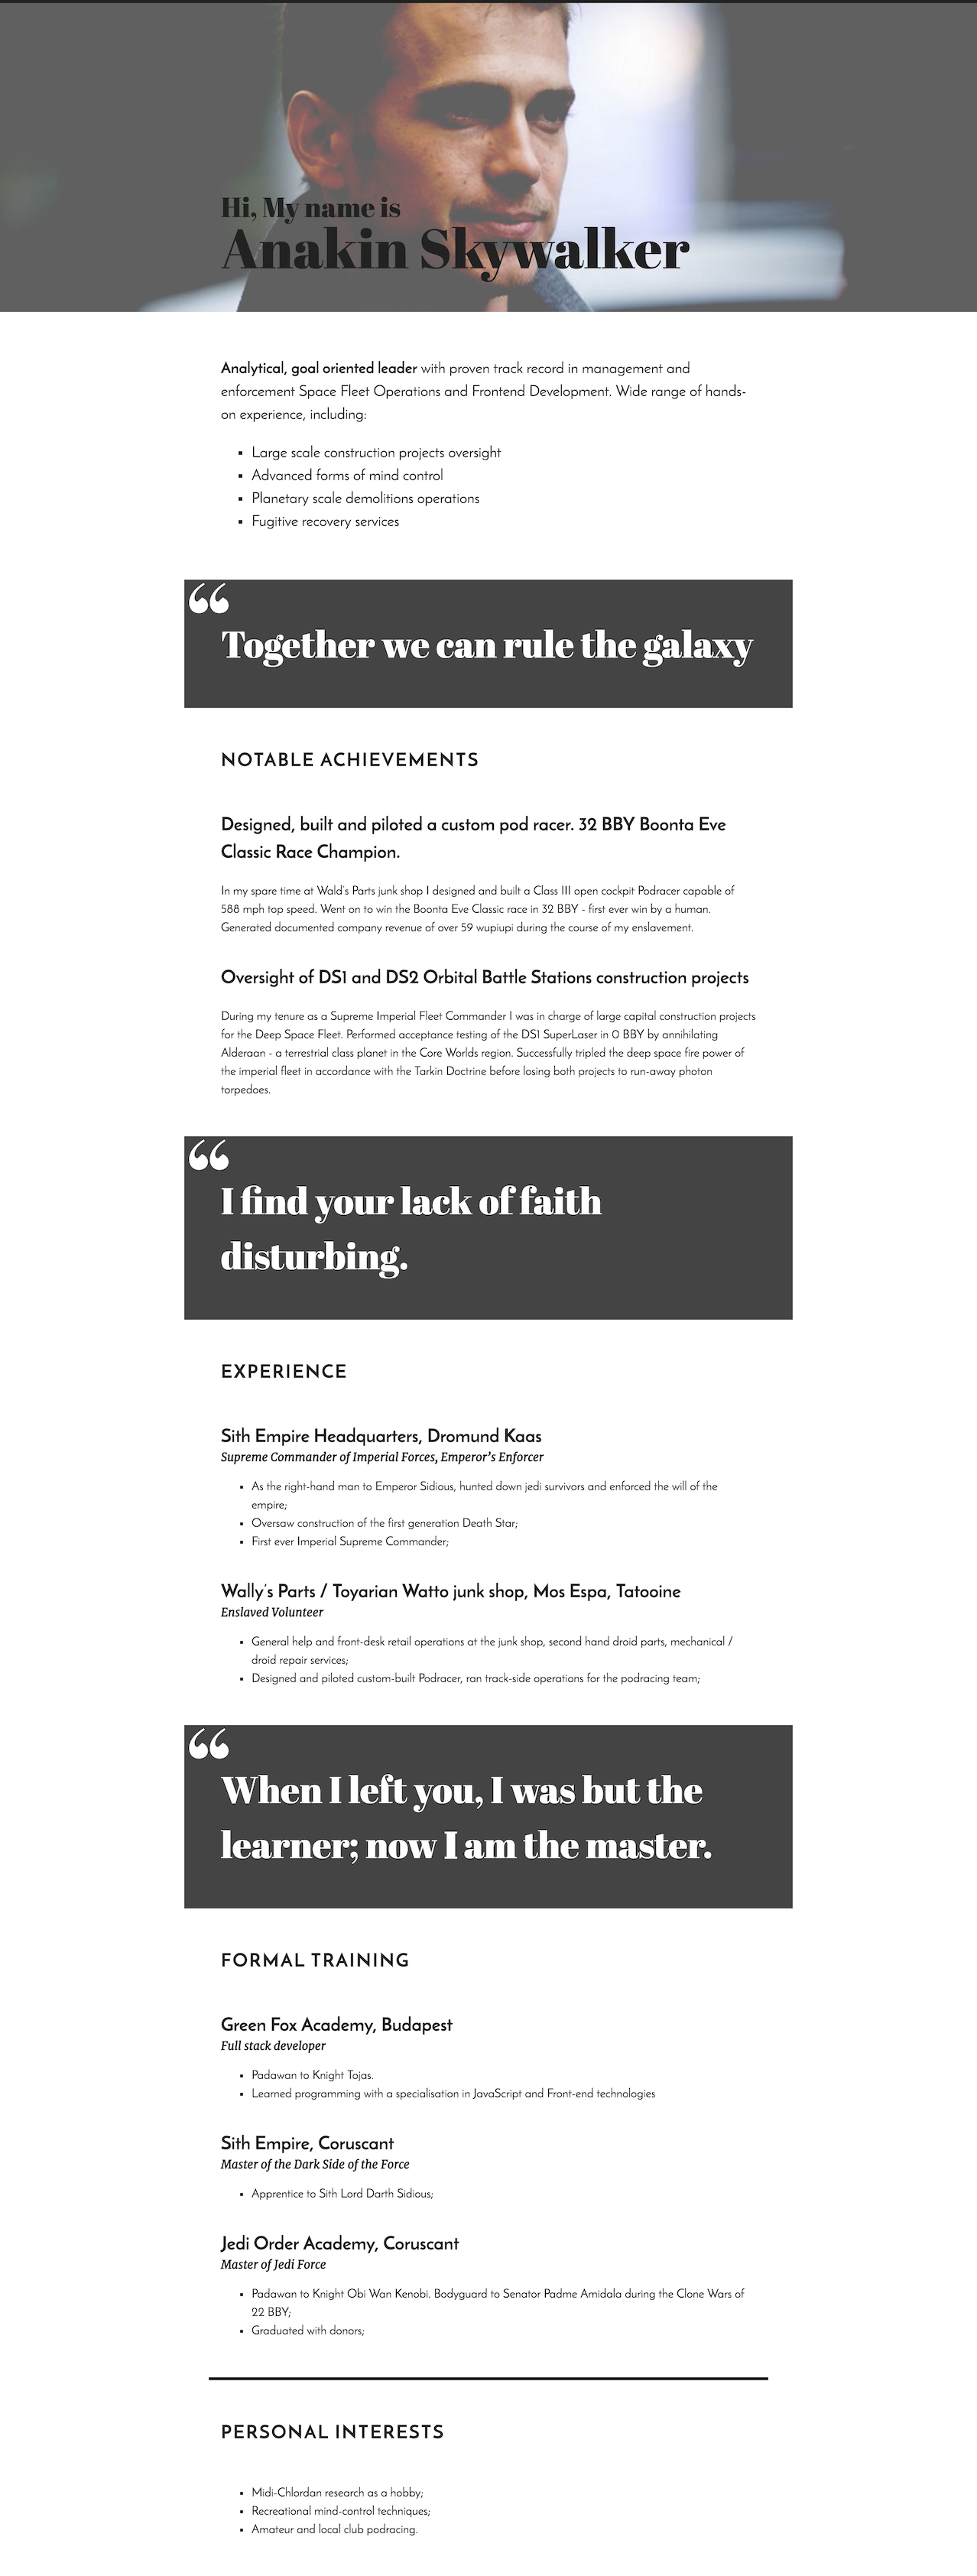 Hi, My name is
Anakin Skywalker
Analytical, goal oriented leader with proven track record in management and
enforcement Space Fleet Operations and Frontend Development. Wide range of hands-
on experience, including:
▪ Large scale construction projects oversight
▪ Advanced forms of mind control
▪ Planetary scale demolitions operations
▪ Fugitive recovery services
“
Together we can rule the galaxy
NOTABLE ACHIEVEMENTS
Designed, built and piloted a custom pod racer. 32 BBY Boonta Eve
Classic Race Champion.
In my spare time at Wald's Parts junk shop I designed and built a Class III open cockpit Podracer capable of
588 mph top speed. Went on to win the Boonta Eve Classic race in 32 BBY - first ever win by a human.
Generated documented company revenue of over 59 wupiupi during the course of my enslavement.
Oversight of DS1 and DS2 Orbital Battle Stations construction projects
During my tenure as a Supreme Imperial Fleet Commander I was in charge of large capital construction projects
for the Deep Space Fleet. Performed acceptance testing of the DS1 SuperLaser in 0 BBY by annihilating
Alderaan - a terrestrial class planet in the Core Worlds region. Successfully tripled the deep space fire power of
the imperial fleet in accordance with the Tarkin Doctrine before losing both projects to run-away photon
torpedoes.
“
I find your lack of faith
disturbing.
EXPERIENCE
Sith Empire Headquarters, Dromund Kaas
Supreme Commander of Imperial Forces, Emperor's Enforcer
▪ As the right-hand man to Emperor Sidious, hunted down jedi survivors and enforced the will of the
empire;
▪ Oversaw construction of the first generation Death Star;
▪ First ever Imperial Supreme Commander;
Wally's Parts / Toyarian Watto junk shop, Mos Espa, Tatooine
Enslaved Volunteer
▪ General help and front-desk retail operations at the junk shop, second hand droid parts, mechanical /
droid repair services;
▪ Designed and piloted custom-built Podracer, ran track-side operations for the podracing team;
“
When I left you, I was but the
learner; now I am the master.
FORMAL TRAINING
Green Fox Academy, Budapest
Full stack developer
▪ Padawan to Knight Tojas.
▪ Learned programming with a specialisation in JavaScript and Front-end technologies
Sith Empire, Coruscant
Master of the Dark Side of the Force
▪ Apprentice to Sith Lord Darth Sidious;
Jedi Order Academy, Coruscant
Master of Jedi Force
▪ Padawan to Knight Obi Wan Kenobi. Bodyguard to Senator Padme Amidala during the Clone Wars of
22 BBY;
▪ Graduated with donors;
PERSONAL INTERESTS
▪ Midi-Chlordan research as a hobby;
▪ Recreational mind-control techniques;
▪ Amateur and local club podracing.